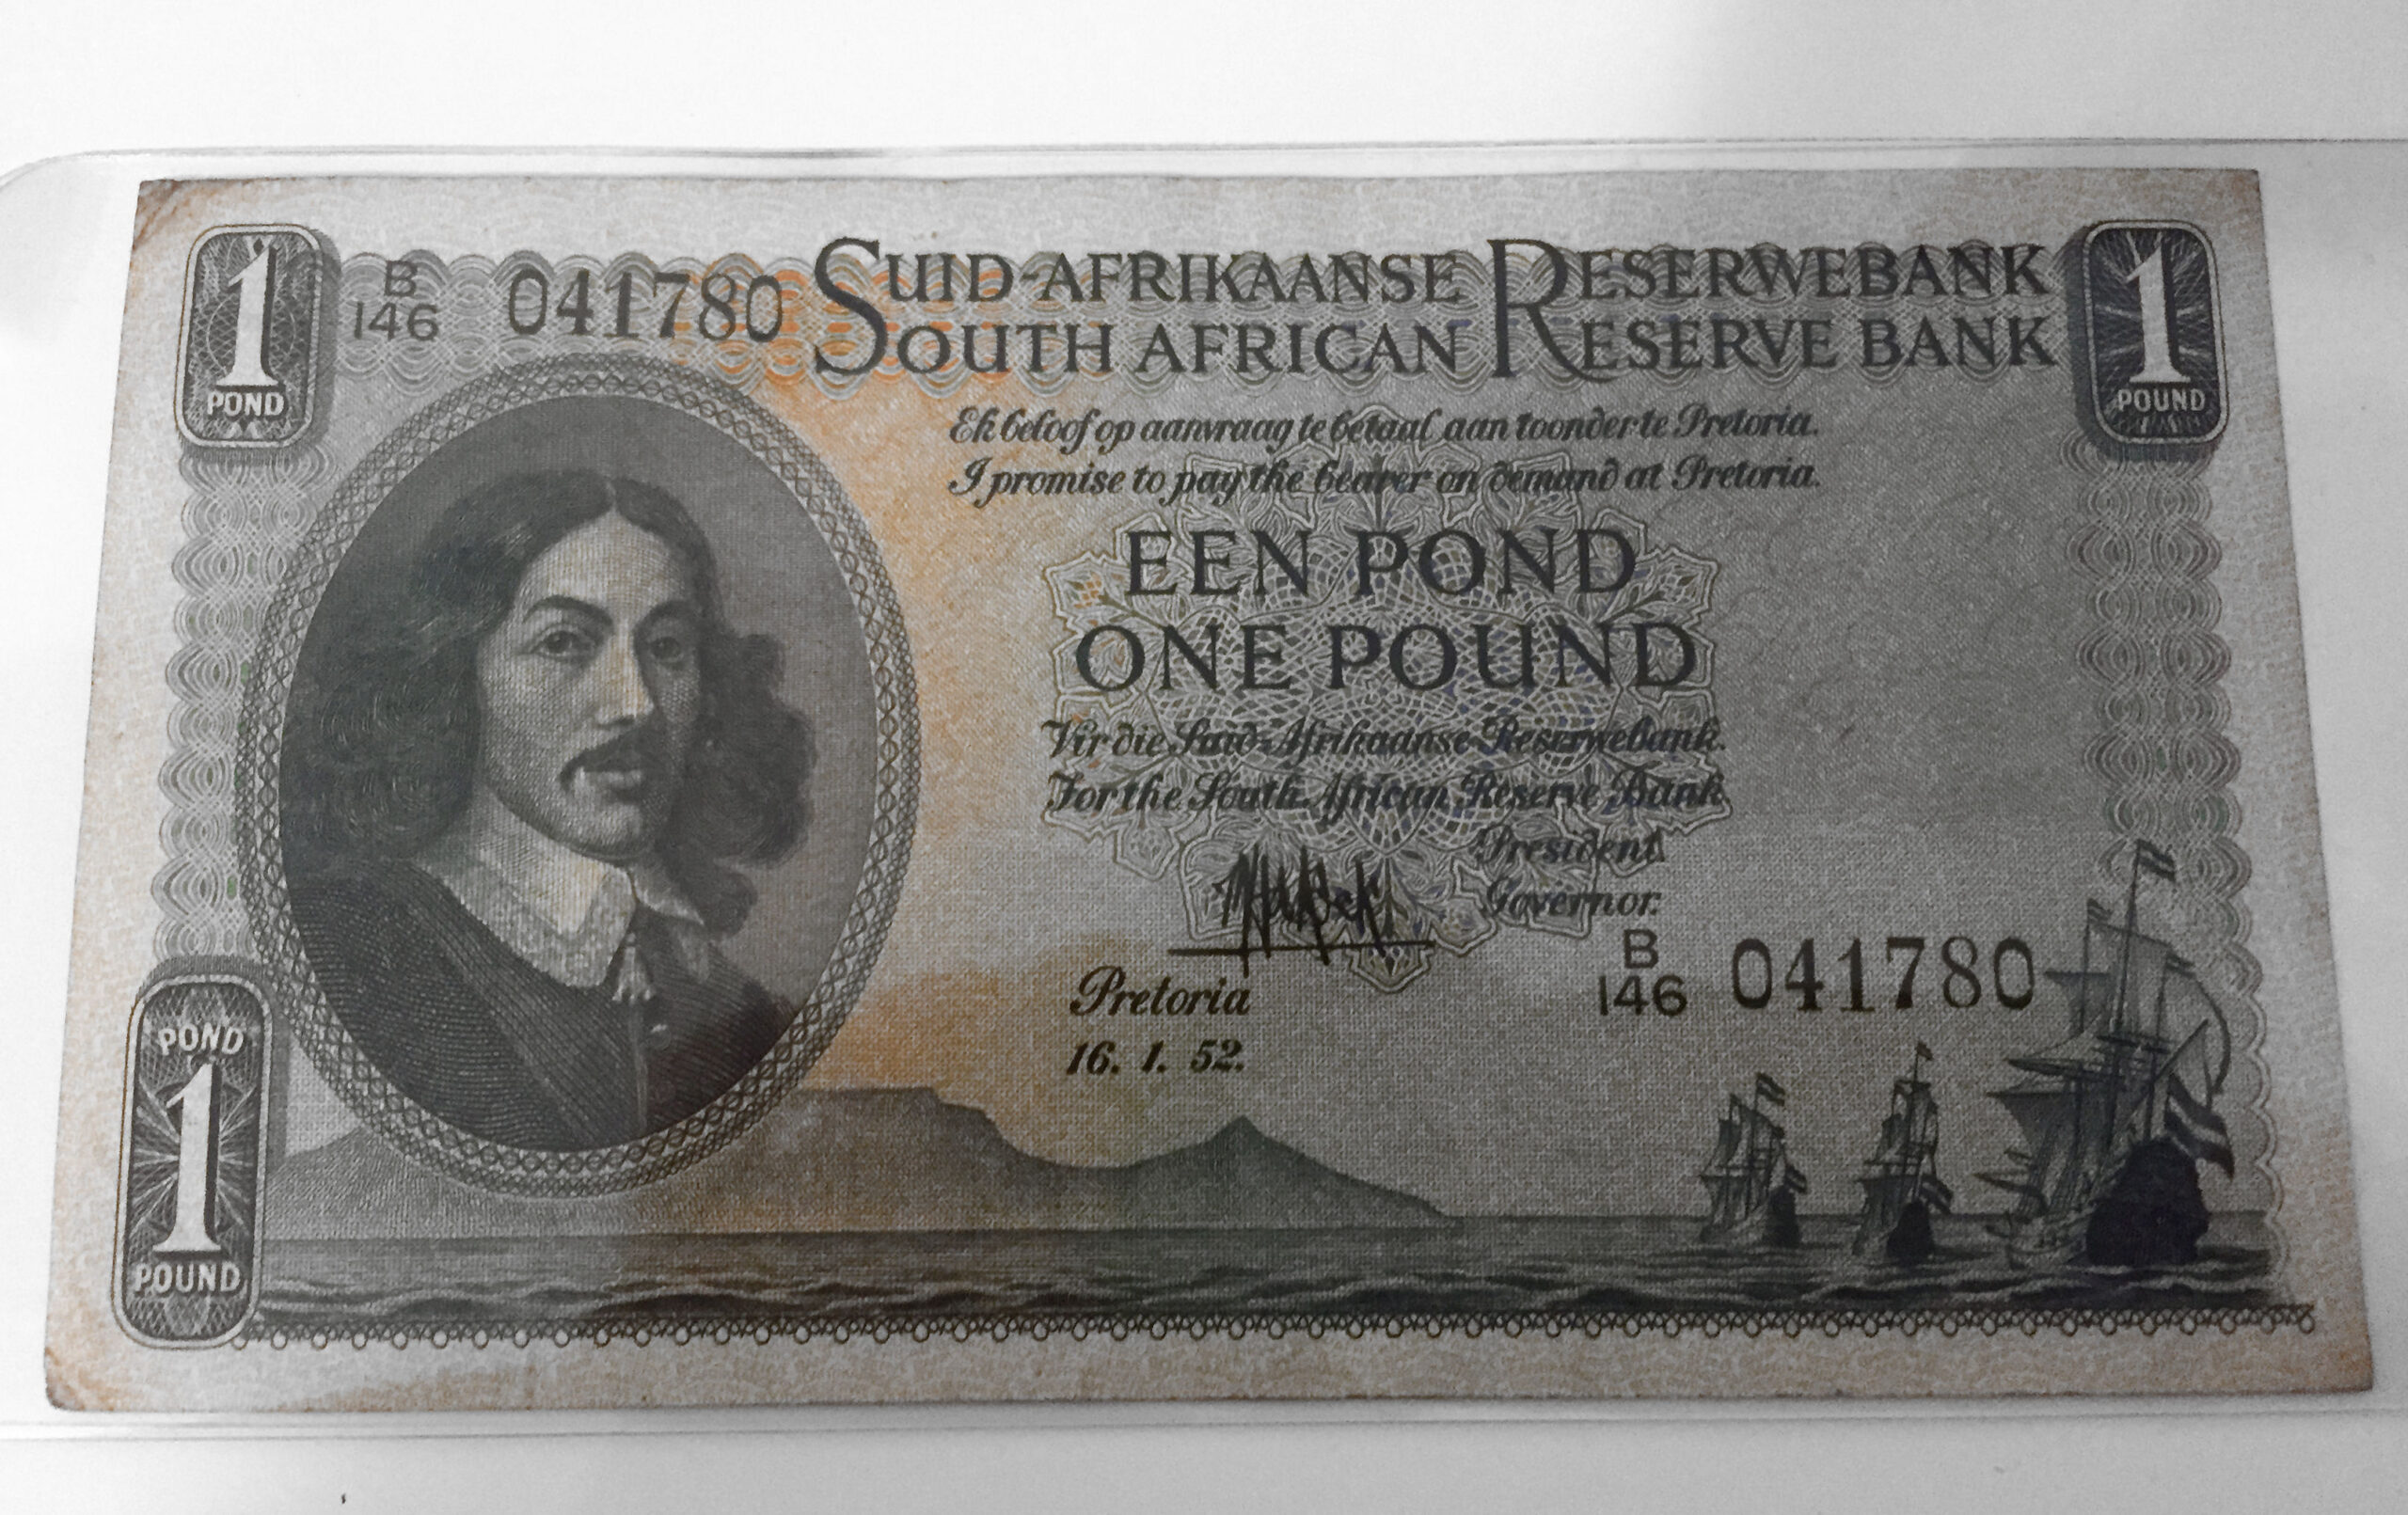 1
POND
B
146
041780
SUID-AFRIKAANSE RESERWEBANK
SOUTH AFRICAN RESERVE BANK
1
POUND
Ek beloof op aanvraag te betaal aan toonder te Pretoria.
I promise to pay the bearer on demand at Pretoria.
EEN POND
ONE POUND
Vir die Suid-Afrikaanse Reserwebank.
For the South African Reserve Bank
President
Governor.
Pretoria
16. 1. 52.
B
146
041780
POND
1
POUND